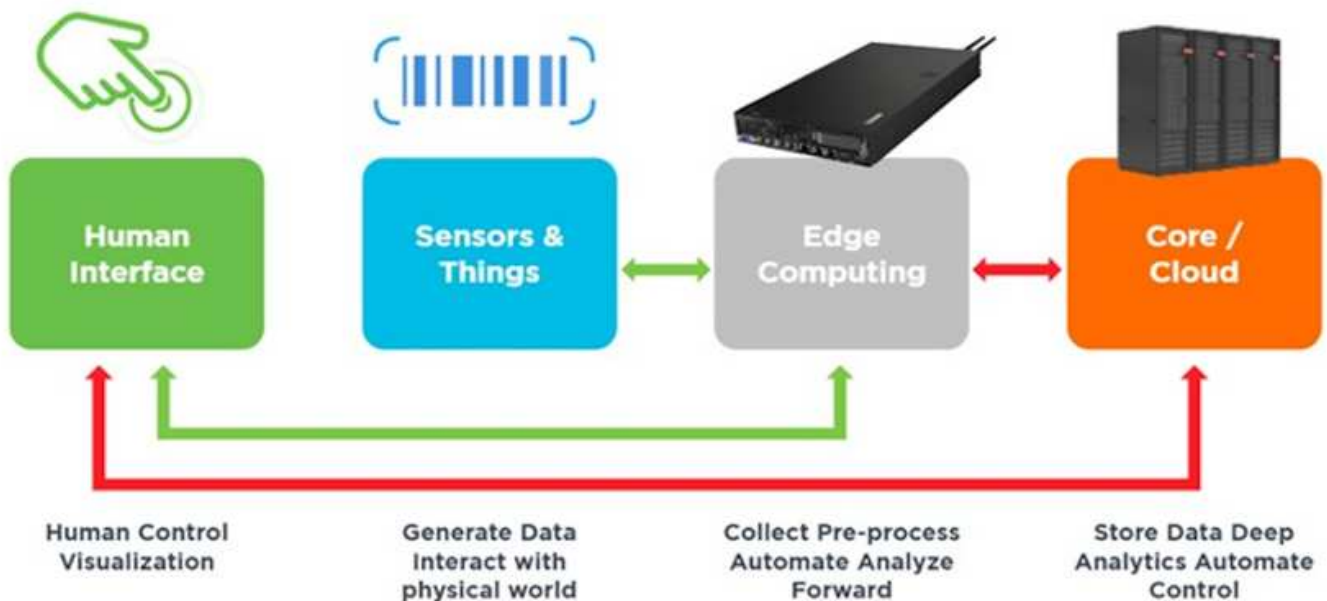 Human
Interface
Sensors &
Things
Edge
Computing
Core /
Cloud
Human Control
Visualization
Generate Data
Interact with
physical world
Collect Pre-process
Automate Analyze
Forward
Store Data Deep
Analytics Automate
Control